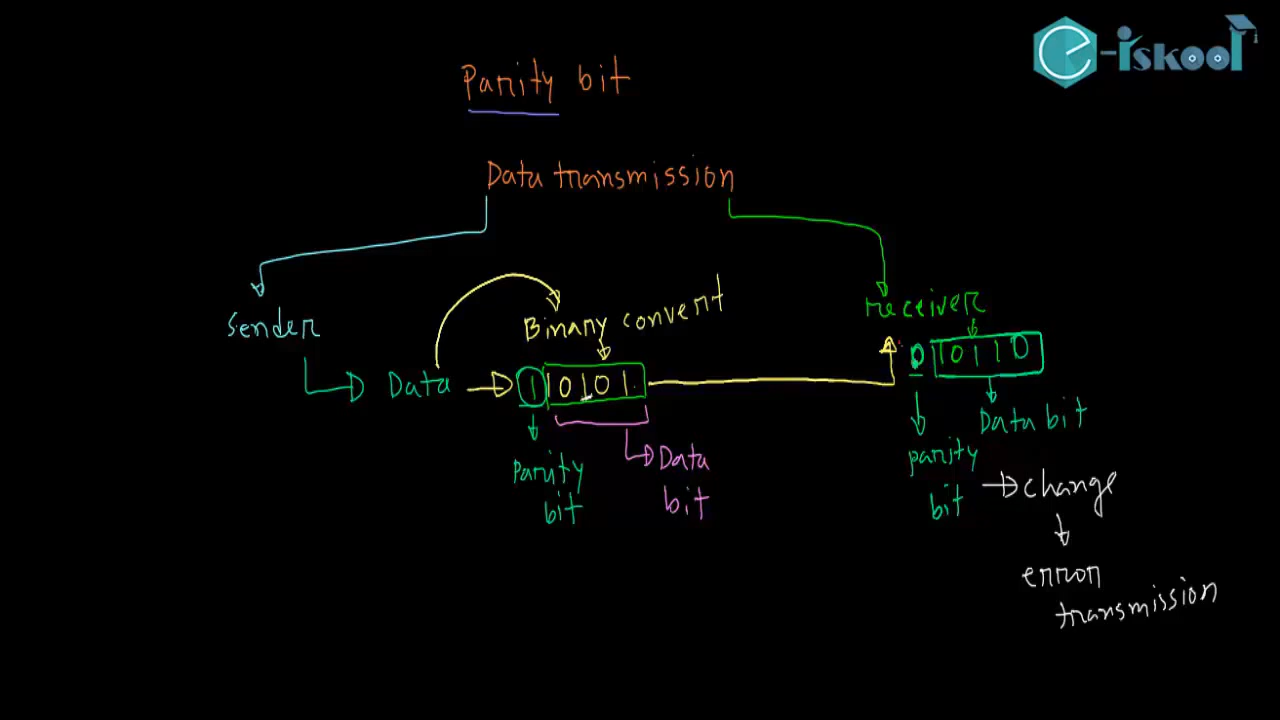 e-iskool
Parity bit
Data transmission
Sender
Binary convert
receiver
Data
1 10101
0 10110
Parity
bit
Data
bit
parity
bit
Data bit
change
error
transmission